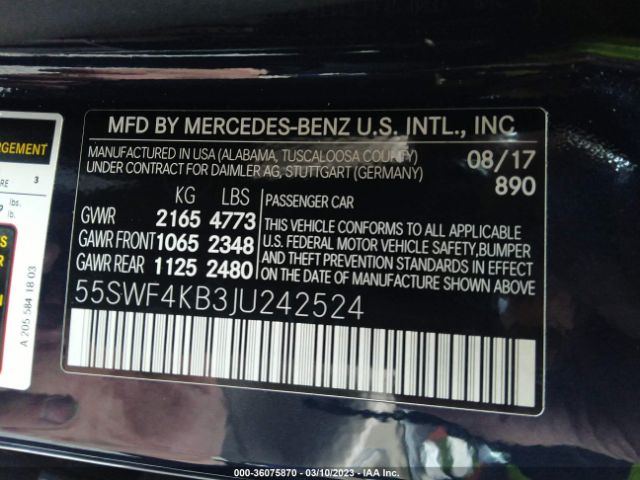 MFD BY MERCEDES-BENZ U.S. INTL., INC
MANUFACTURED IN USA (ALABAMA, TUSCALOOSA COUNTY)
UNDER CONTRACT FOR DAIMLER AG, STUTTGART (GERMANY)
08/17
890
KG LBS
GVWR 2165 4773
GAWR FRONT 1065 2348
GAWR REAR 1125 2480
PASSENGER CAR
THIS VEHICLE CONFORMS TO ALL APPLICABLE
U.S. FEDERAL MOTOR VEHICLE SAFETY, BUMPER
AND THEFT PREVENTION STANDARDS IN EFFECT
ON THE DATE OF MANUFACTURE SHOWN ABOVE.
55SWF4KB3JU242524
3
lbs.
lb.
A 205 584 18 03
000-36075870 - 03/10/2023 - IAA Inc.